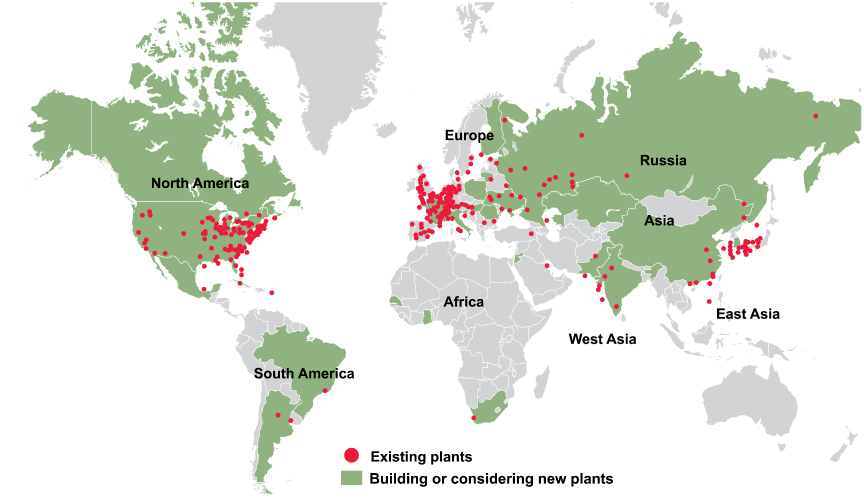 Europe
Russia
North America
Asia
Africa
East Asia
West Asia
South America
Existing plants
Building or considering new plants